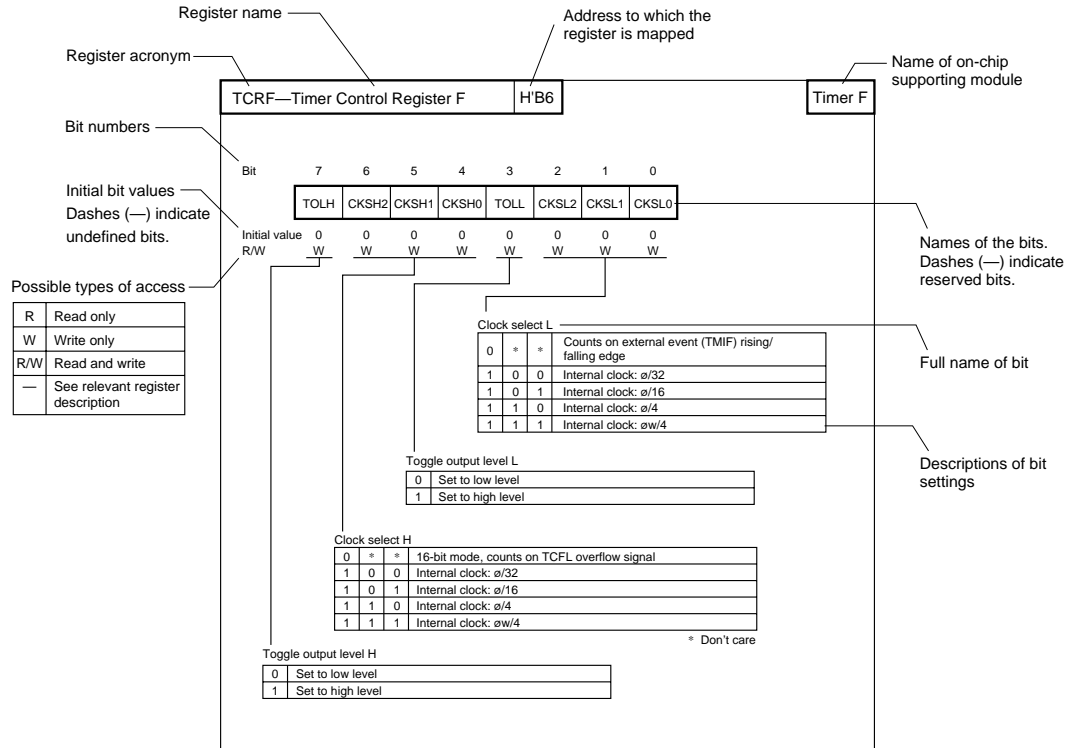 Register name
Address to which the
register is mapped
Register acronym
Name of on-chip
supporting module
TCRF—Timer Control Register F
H'B6
Timer F
Bit numbers
Bit 7 6 5 4 3 2 1 0
Initial bit values
Dashes (—) indicate
undefined bits.
TOLH CKSH2 CKSH1 CKSH0 TOLL CKSL2 CKSL1 CKSL0
Initial value 0 0 0 0 0 0 0 0
R/W W W W W W W W W
Names of the bits.
Dashes (—) indicate
reserved bits.
Possible types of access
R Read only
W Write only
R/W Read and write
— See relevant register
description
Clock select L
0 * * Counts on external event (TMIF) rising/
falling edge
1 0 0 Internal clock: ø/32
1 0 1 Internal clock: ø/16
1 1 0 Internal clock: ø/4
1 1 1 Internal clock: øw/4
Full name of bit
Descriptions of bit
settings
Toggle output level L
0 Set to low level
1 Set to high level
Clock select H
0 * * 16-bit mode, counts on TCFL overflow signal
1 0 0 Internal clock: ø/32
1 0 1 Internal clock: ø/16
1 1 0 Internal clock: ø/4
1 1 1 Internal clock: øw/4
* Don't care
Toggle output level H
0 Set to low level
1 Set to high level